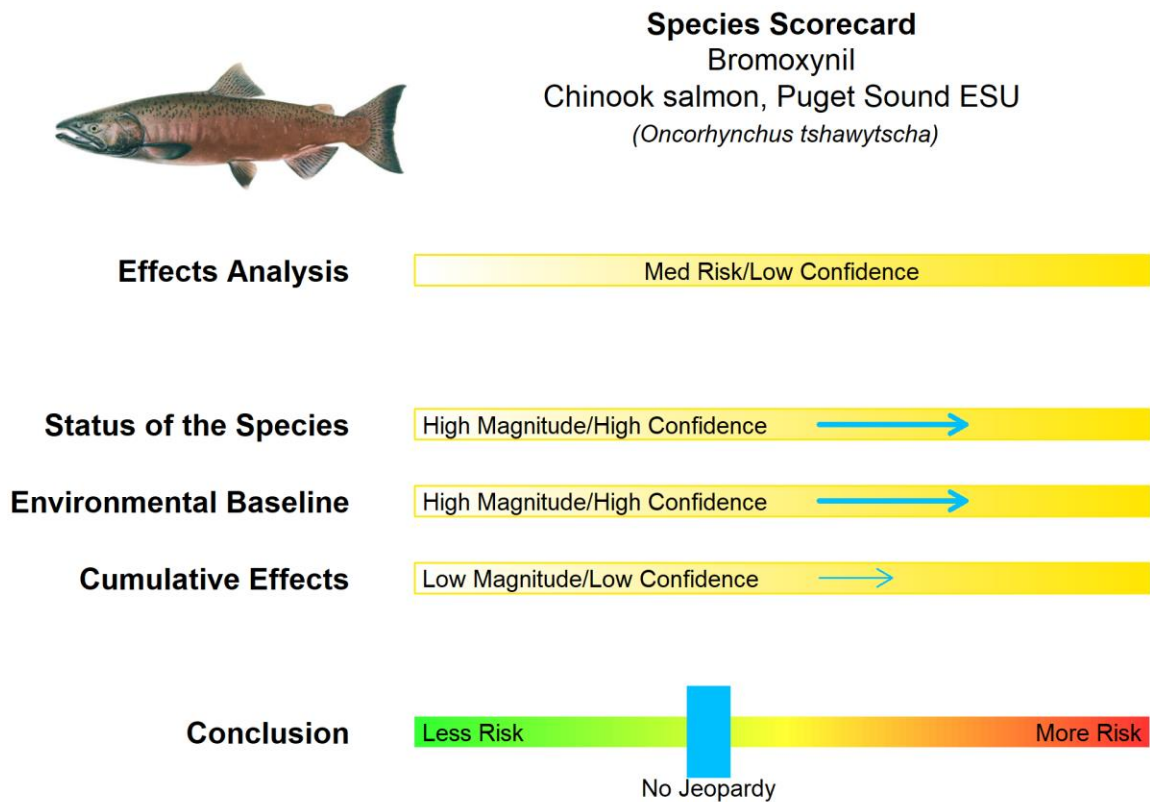 Species Scorecard
Bromoxynil
Chinook salmon, Puget Sound ESU
(Oncorhynchus tshawytscha)
Effects Analysis
Med Risk/Low Confidence
Status of the Species
High Magnitude/High Confidence
Environmental Baseline
High Magnitude/High Confidence
Cumulative Effects
Low Magnitude/Low Confidence
Conclusion
Less Risk
More Risk
No Jeopardy